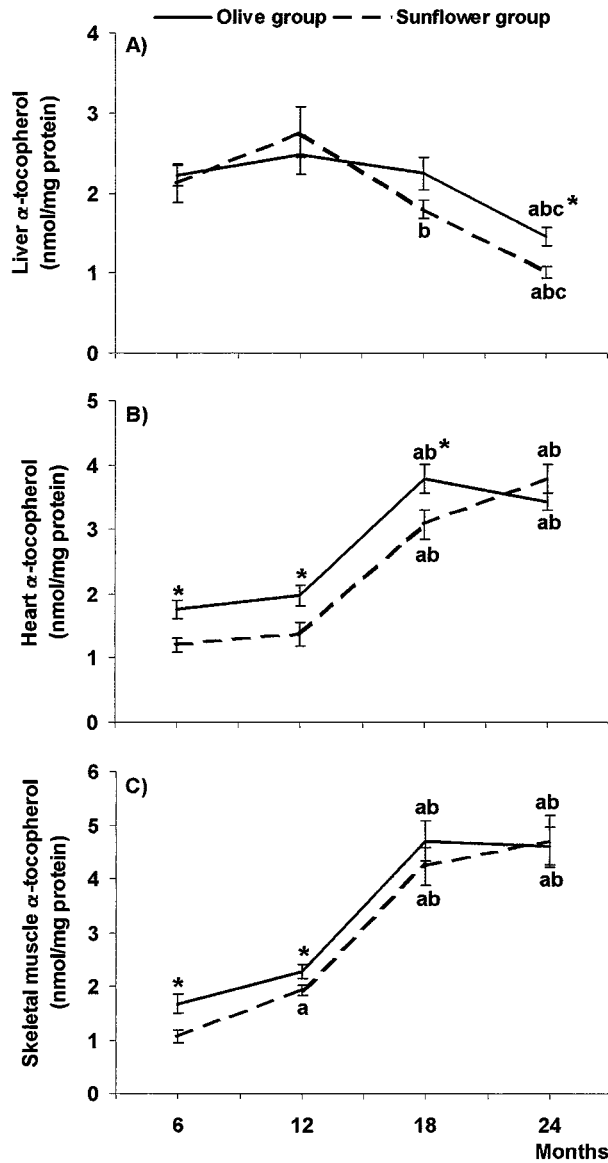 Olive group Sunflower group
A)
Liver α-tocopherol
(nmol/mg protein)
4
3
2
1
0
b
abc*
abc
B)
Heart α-tocopherol
(nmol/mg protein)
5
4
3
2
1
0
*
*
ab*
ab
ab
ab
C)
Skeletal muscle α-tocopherol
(nmol/mg protein)
6
5
4
3
2
1
0
*
*
a
ab
ab
ab
ab
6 12 18 24
Months